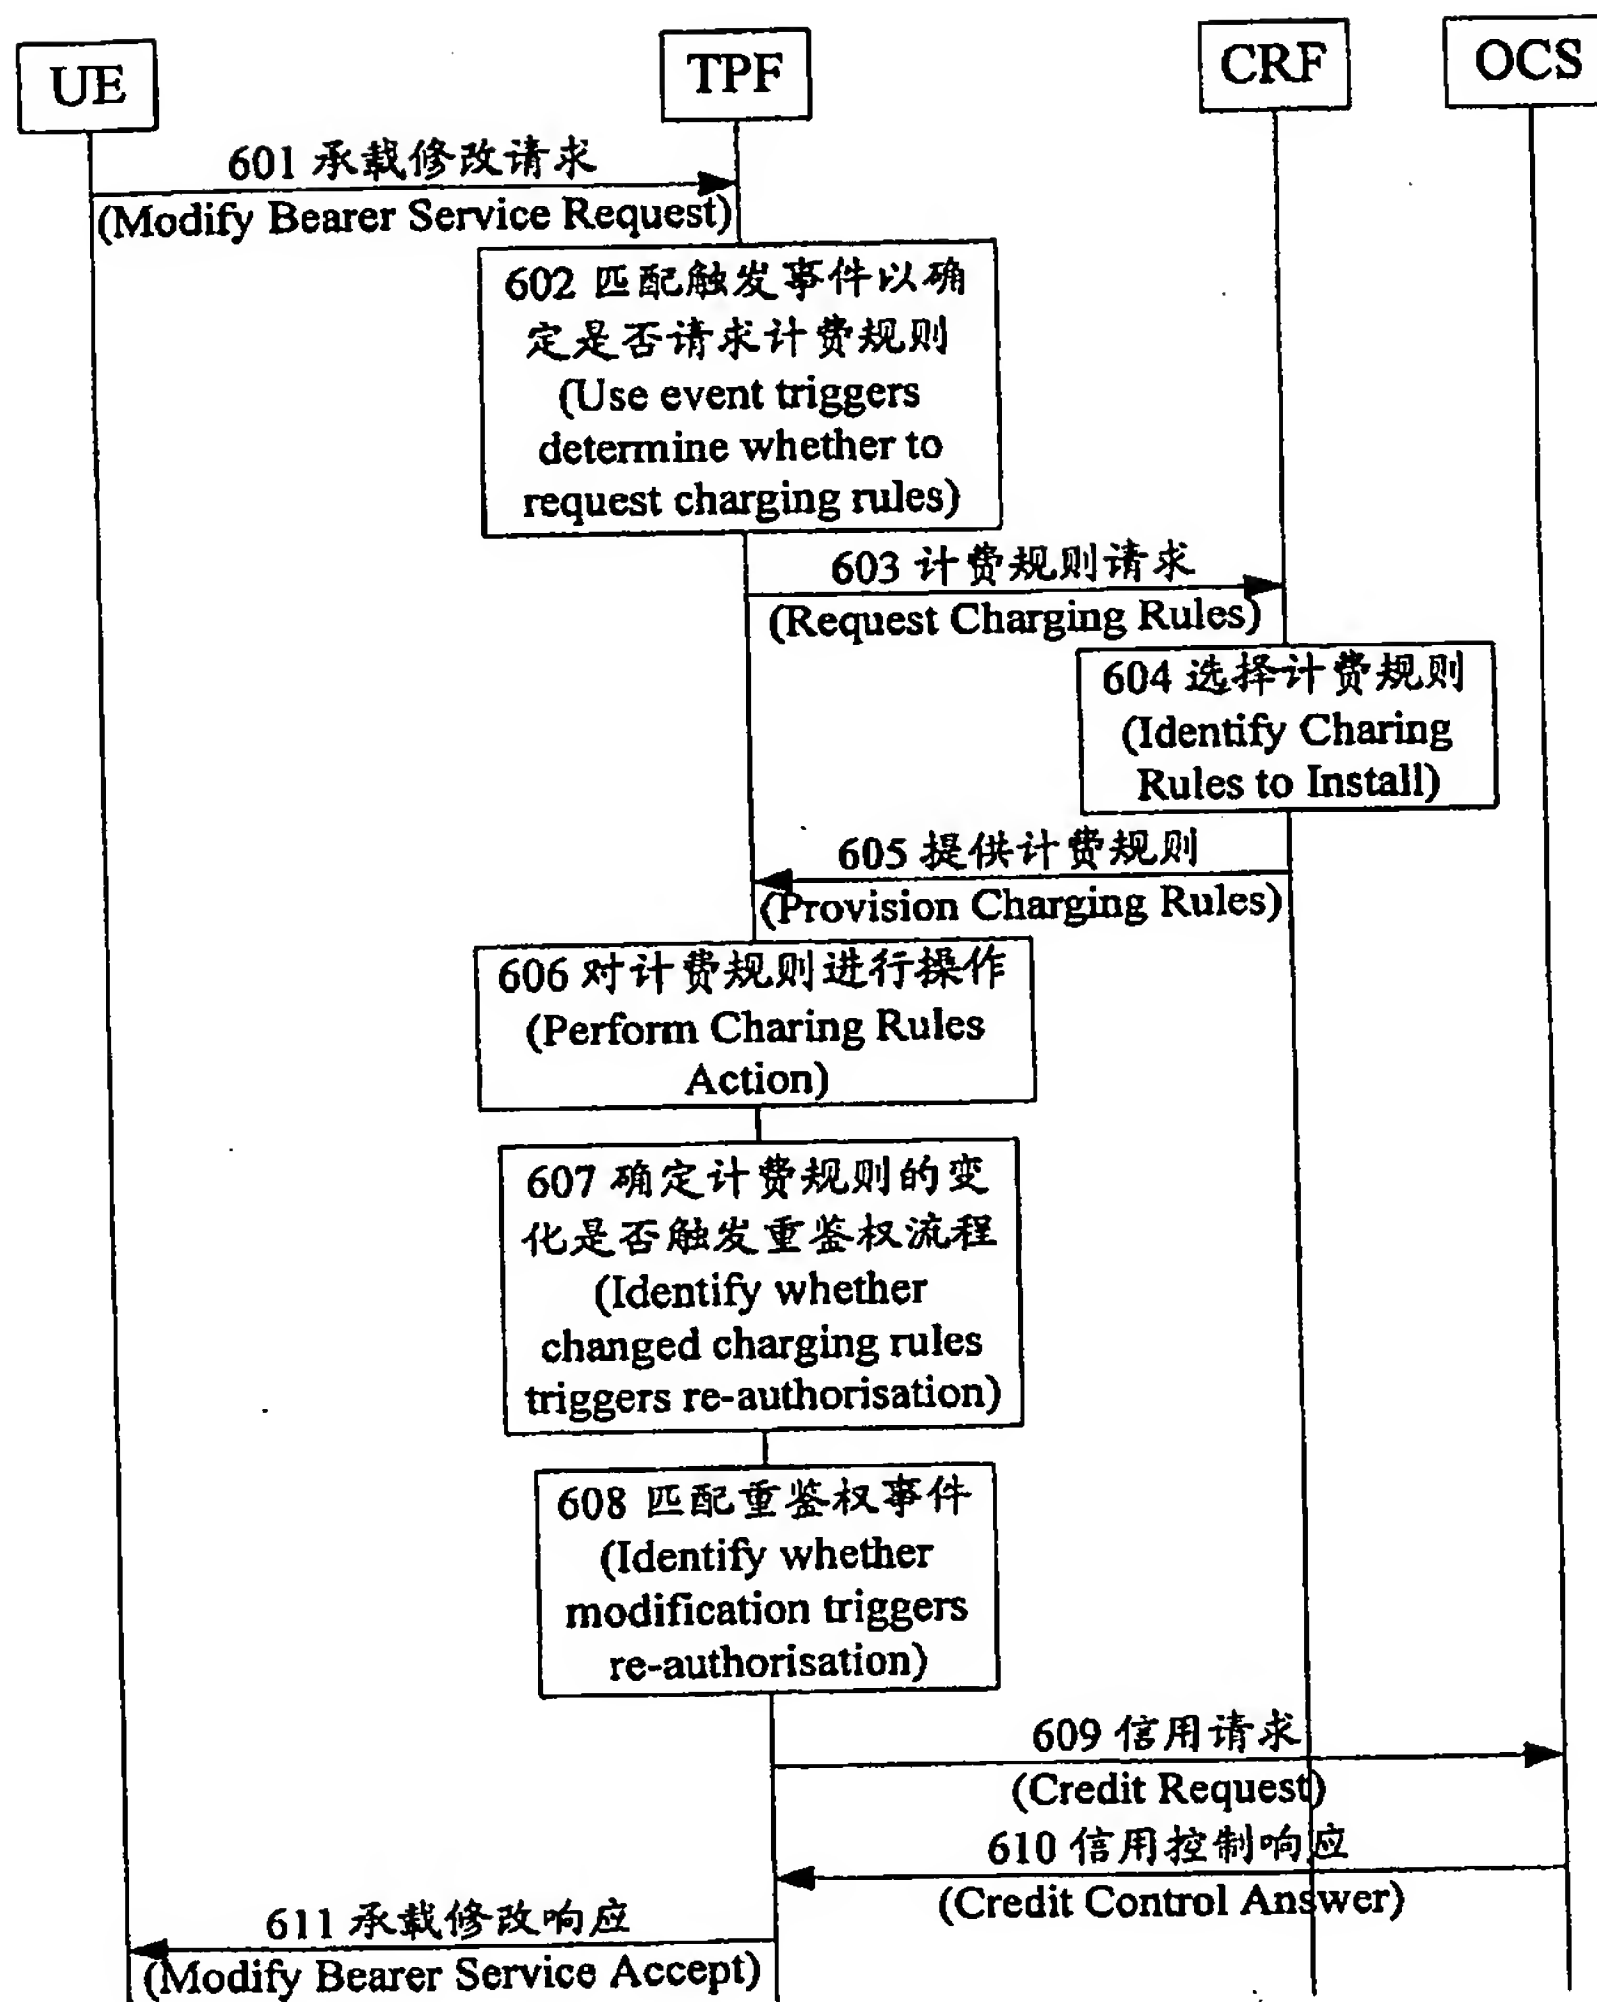 UE
TPF
CRF
OCS
601 承载修改请求
(Modify Bearer Service Request)
602 匹配触发事件以确
定是否请求计费规则
(Use event triggers
determine whether to
request charging rules)
603 计费规则请求
(Request Charging Rules)
604 选择计费规则
(Identify Charing
Rules to Install)
605 提供计费规则
(Provision Charging Rules)
606 对计费规则进行操作
(Perform Charing Rules
Action)
607 确定计费规则的变
化是否触发重鉴权流程
(Identify whether
changed charging rules
triggers re-authorisation)
608 匹配重鉴权事件
(Identify whether
modification triggers
re-authorisation)
609 信用请求
(Credit Request)
610 信用控制响应
(Credit Control Answer)
611 承载修改响应
(Modify Bearer Service Accept)